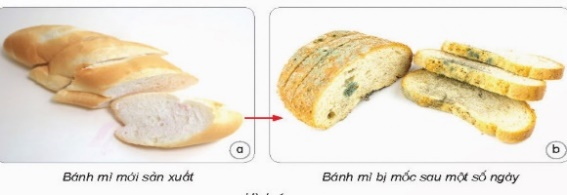 a
b
Bánh mì mới sản xuất
Bánh mì bị mốc sau một số ngày